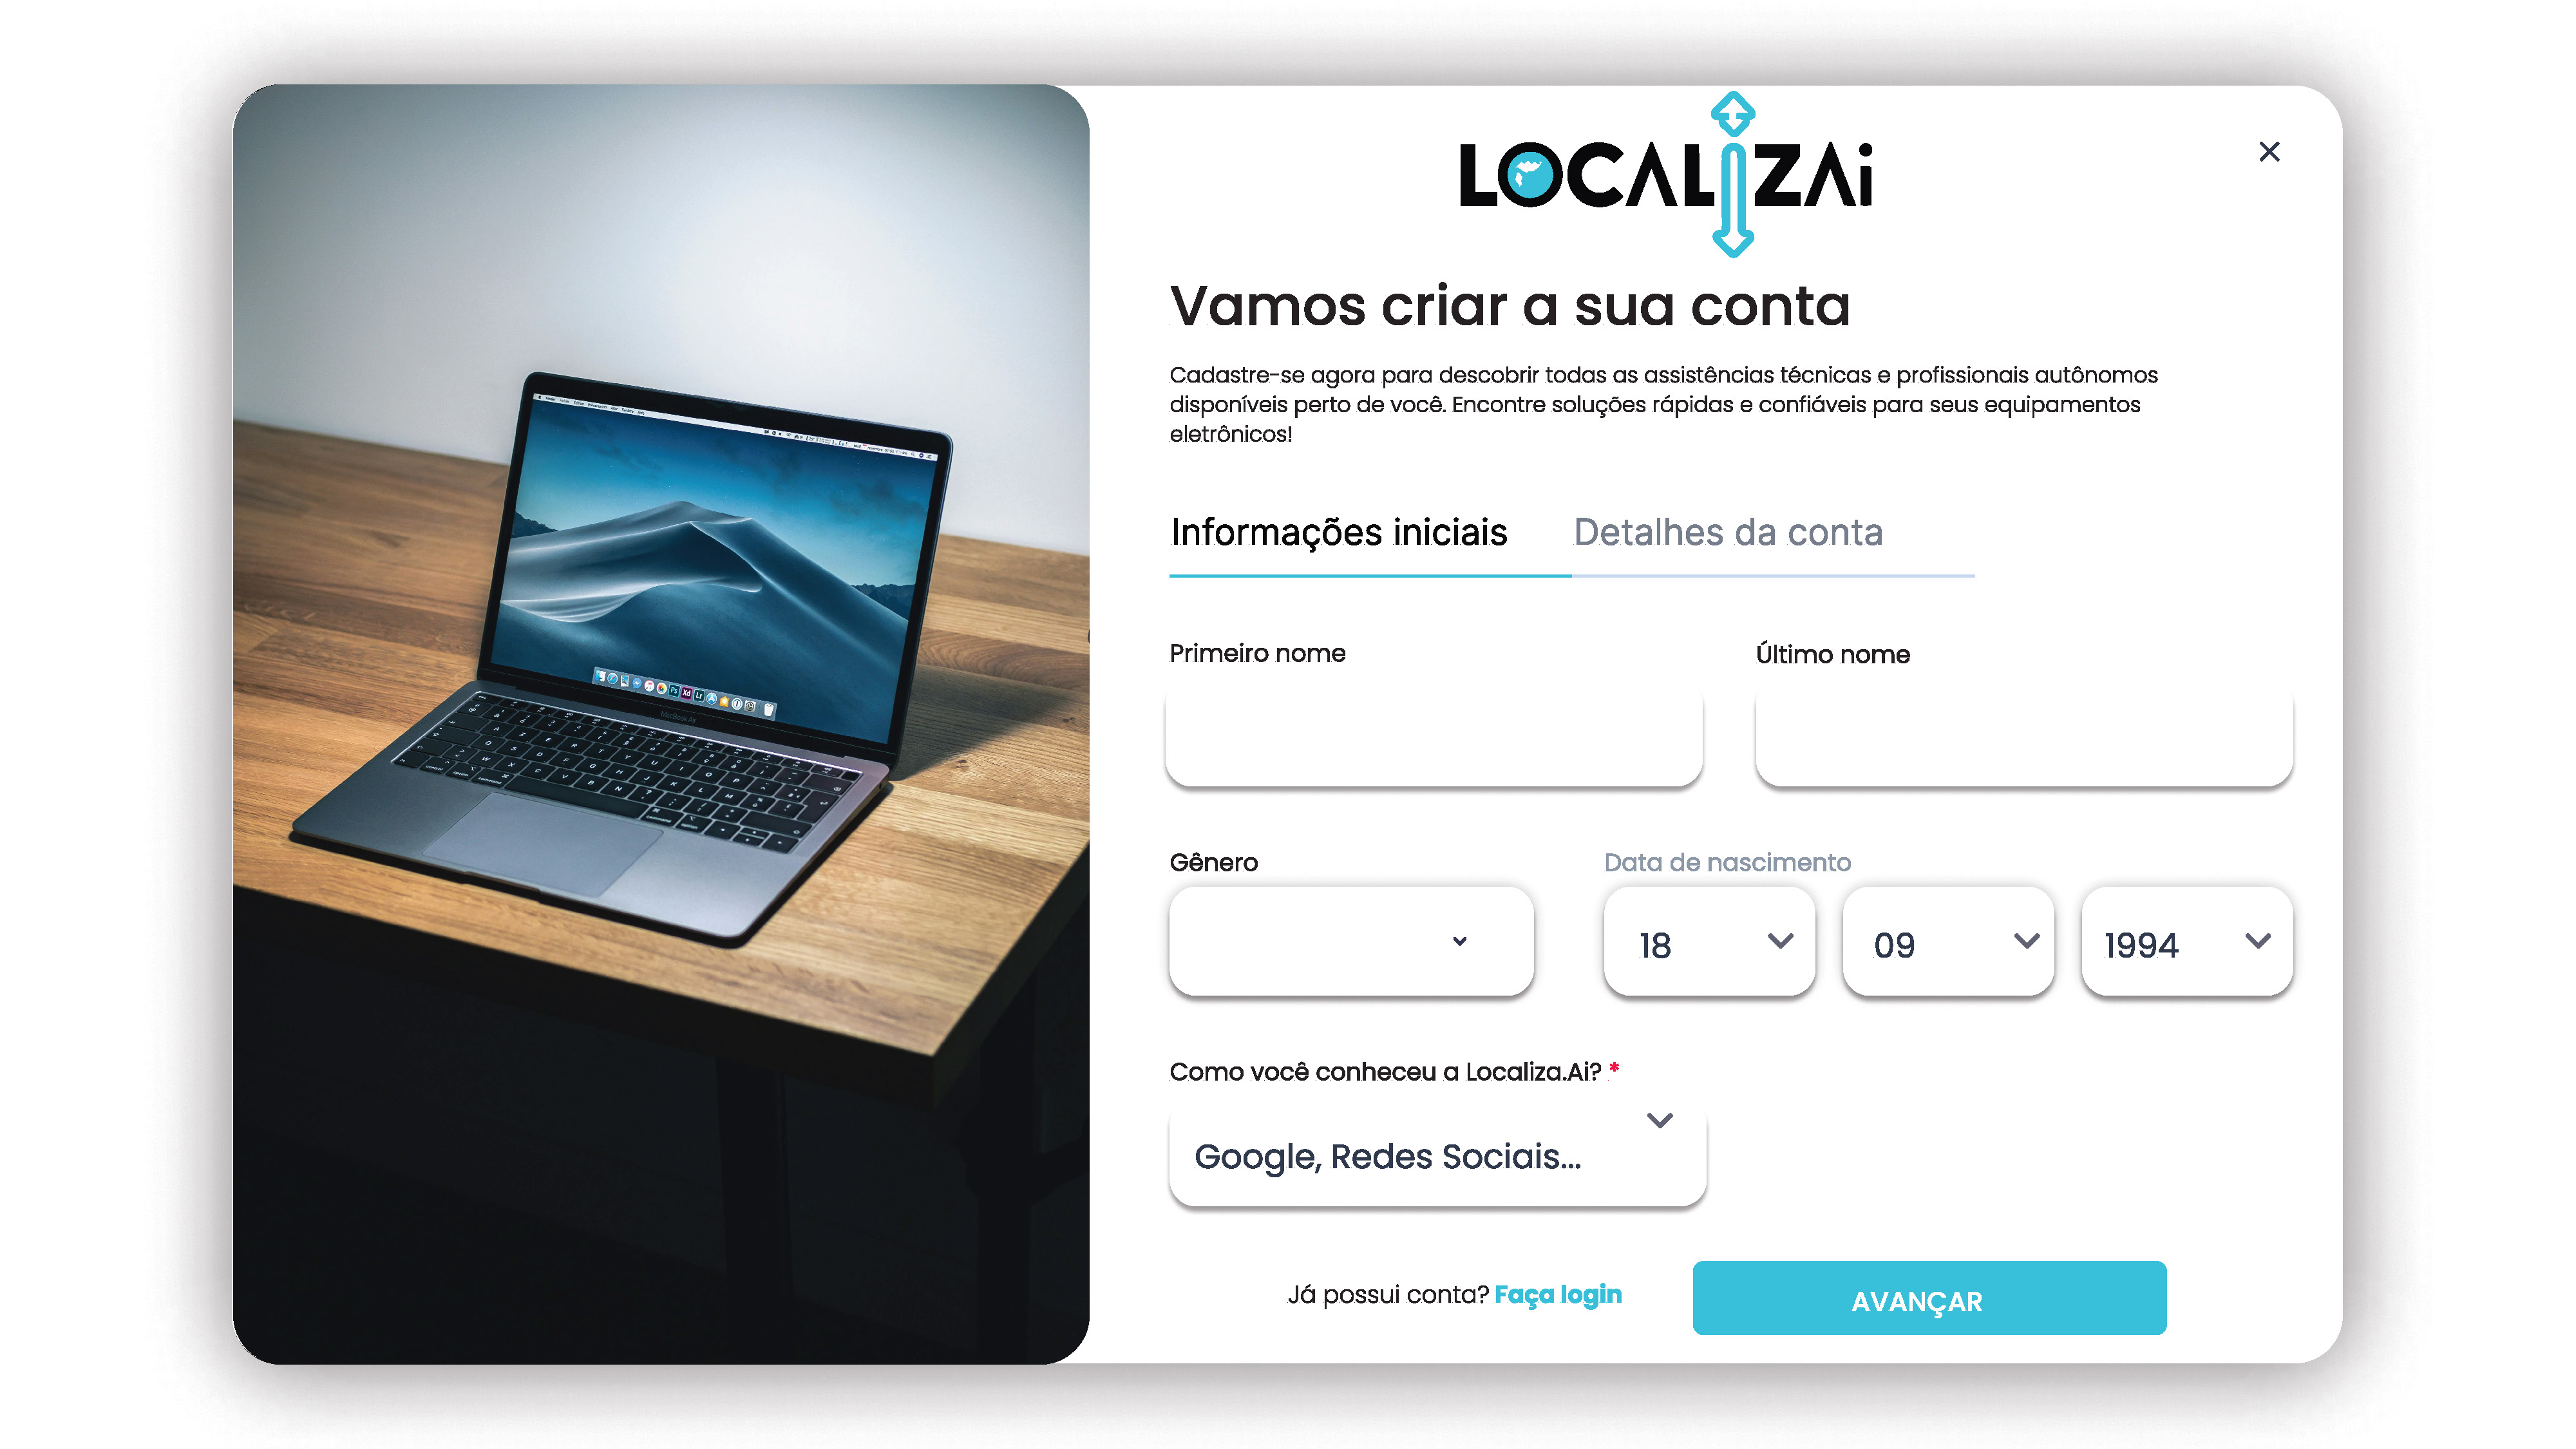 LOCALiZAi
Vamos criar a sua conta
Cadastre-se agora para descobrir todas as assistências técnicas e profissionais autônomos
disponíveis perto de você. Encontre soluções rápidas e confiáveis para seus equipamentos
eletrônicos!
Informações iniciais
Detalhes da conta
Primeiro nome
Último nome
Gênero
Data de nascimento
18
09
1994
Como você conheceu a Localiza.Ai? *
Google, Redes Sociais...
Já possui conta? Faça login
AVANÇAR
MacBook Air